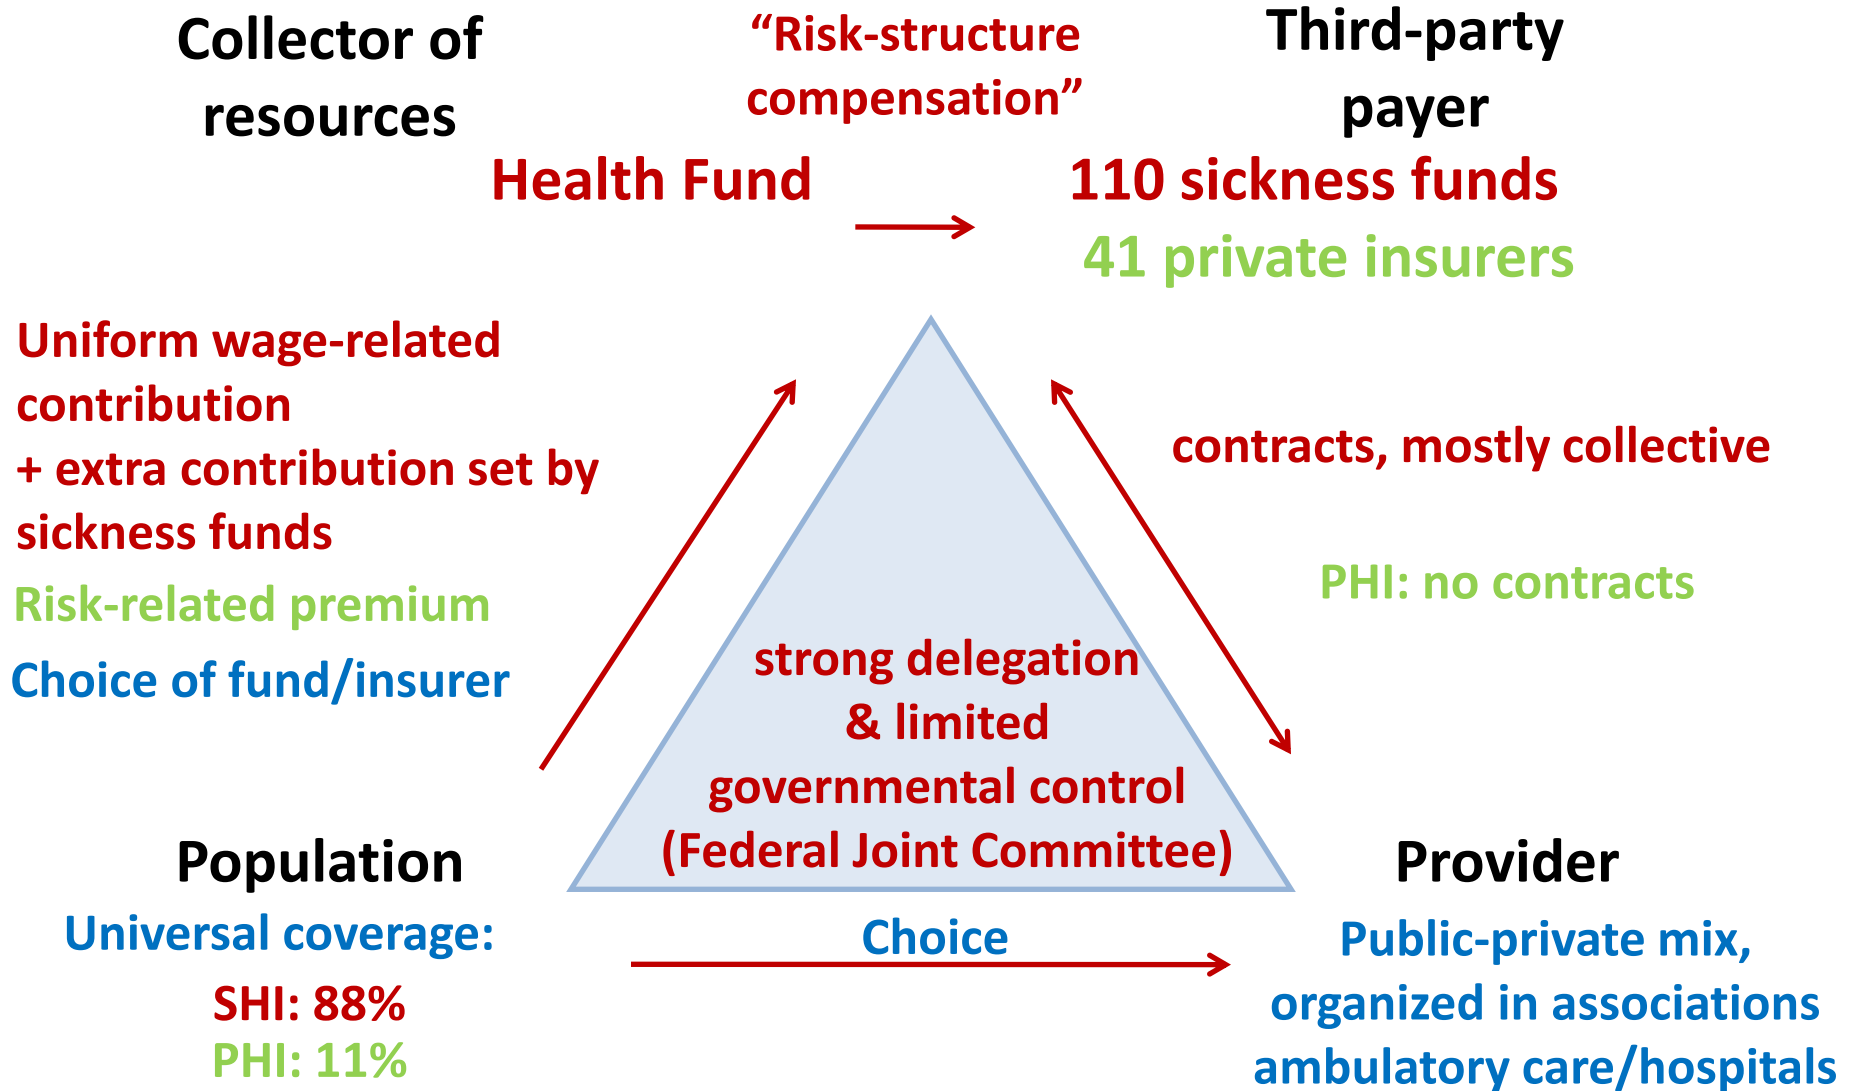 Collector of
resources
“Risk-structure
compensation”
Third-party
payer
Health Fund
110 sickness funds
41 private insurers
Uniform wage-related
contribution
+ extra contribution set by
sickness funds
Risk-related premium
Choice of fund/insurer
contracts, mostly collective
PHI: no contracts
strong delegation
& limited
governmental control
(Federal Joint Committee)
Population
Universal coverage:
SHI: 88%
PHI: 11%
Choice
Provider
Public-private mix,
organized in associations
ambulatory care/hospitals